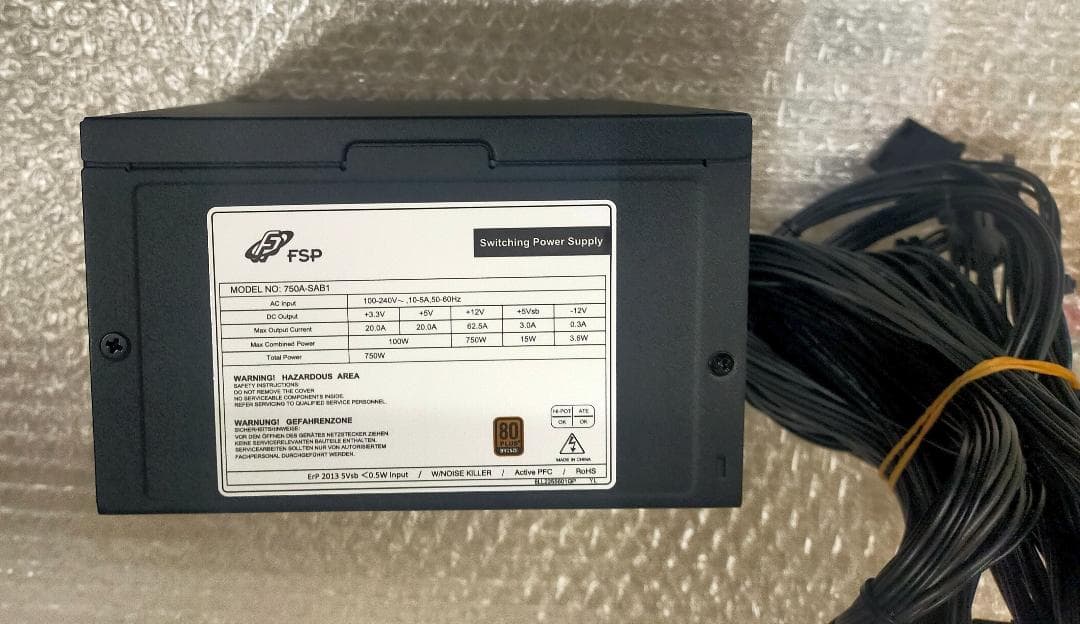 FSP
Switching Power Supply
MODEL NO: 750A-SAB1
AC Input 100-240V~ ,10-5A,50-60Hz
DC Output +3.3V +5V +12V +5Vsb -12V
Max Output Current 20.0A 20.0A 62.5A 3.0A 0.3A
Max Combined Power 100W 750W 15W 3.6W
Total Power 750W
WARNING! HAZARDOUS AREA
SAFETY INSTRUCTIONS:
DO NOT REMOVE THE COVER
NO SERVICEABLE COMPONENTS INSIDE.
REFER SERVICING TO QUALIFIED SERVICE PERSONNEL.
WARNUNG! GEFAHRENZONE
SICHERHEITSHINWEISE:
VOR DEM ÖFFNEN DES GERÄTES NETZSTECKER ZIEHEN.
KEINE SERVICERELEVANTEN BAUTEILE ENTHALTEN.
SERVICEARBEITEN SOLLTEN NUR VON AUTORISIERTEM
FACHPERSONAL DURCHGEFÜHRT WERDEN.
80
PLUS
HI-POT ATE
OK OK
MADE IN CHINA
ErP 2013 5Vsb <0.5W Input / W/NOISE KILLER / Active PFC / RoHS
YL